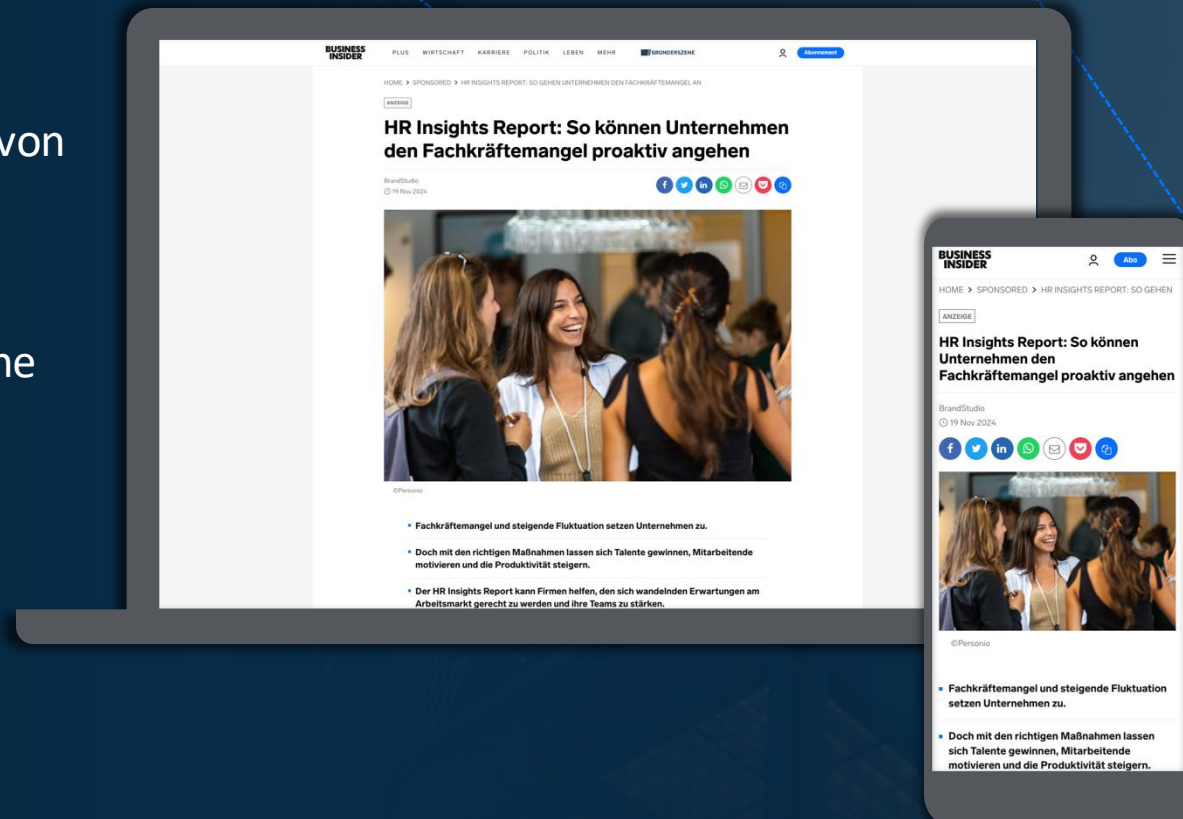 von
ne
BUSINESS
INSIDER
PLUS WIRTSCHAFT KARRIERE POLITIK LEBEN MEHR GRÜNDERSZENE Abonnement
HOME > SPONSORED > HR INSIGHTS REPORT: SO GEHEN UNTERNEHMEN DEN FACHKRÄFTEMANGEL AN
ANZEIGE
HR Insights Report: So können Unternehmen
den Fachkräftemangel proaktiv angehen
BrandStudio
19 Nov 2024
©Personio
Fachkräftemangel und steigende Fluktuation setzen Unternehmen zu.
Doch mit den richtigen Maßnahmen lassen sich Talente gewinnen, Mitarbeitende
motivieren und die Produktivität steigern.
Der HR Insights Report kann Firmen helfen, den sich wandelnden Erwartungen am
Arbeitsmarkt gerecht zu werden und ihre Teams zu stärken.
BUSINESS
INSIDER
Abo
HOME > SPONSORED > HR INSIGHTS REPORT: SO GEHEN
ANZEIGE
HR Insights Report: So können
Unternehmen den
Fachkräftemangel proaktiv angehen
BrandStudio
19 Nov 2024
©Personio
Fachkräftemangel und steigende Fluktuation
setzen Unternehmen zu.
Doch mit den richtigen Maßnahmen lassen
sich Talente gewinnen, Mitarbeitende
motivieren und die Produktivität steigern.